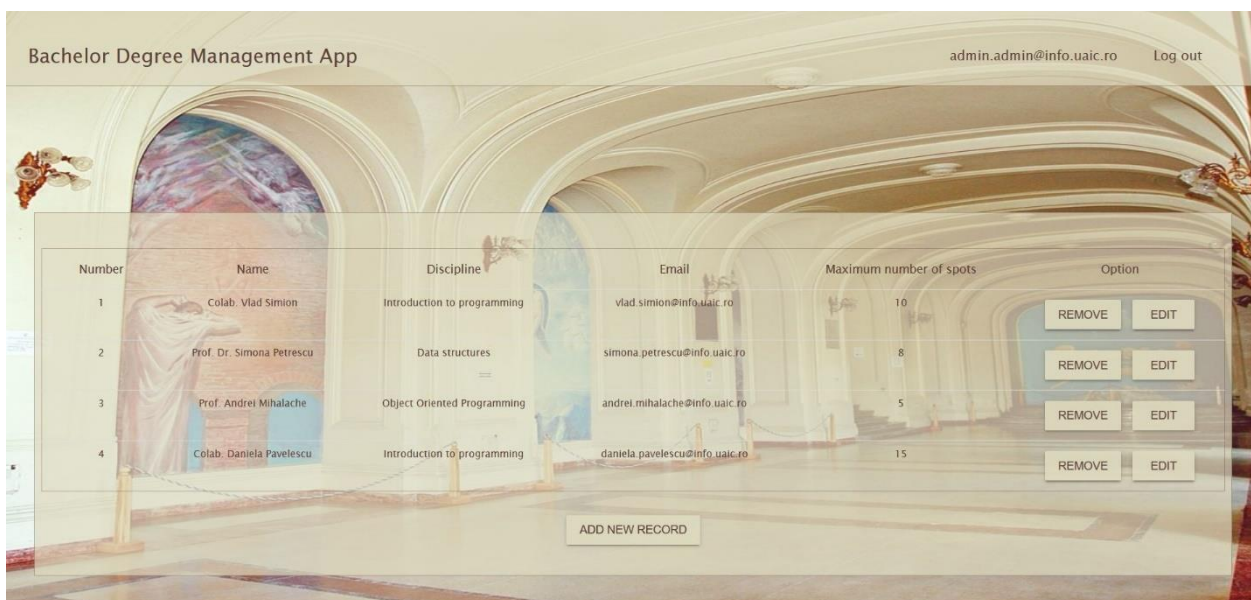 Bachelor Degree Management App admin.admin@info.uaic.ro Log out
Number Name Discipline Email Maximum number of spots Option
1 Colab. Vlad Simion Introduction to programming vlad.simion@info.uaic.ro 10 REMOVE EDIT
2 Prof. Dr. Simona Petrescu Data structures simona.petrescu@info.uaic.ro 8 REMOVE EDIT
3 Prof. Andrei Mihalache Object Oriented Programming andrei.mihalache@info.uaic.ro 5 REMOVE EDIT
4 Colab. Daniela Pavelescu Introduction to programming daniela.pavelescu@info.uaic.ro 15 REMOVE EDIT
ADD NEW RECORD